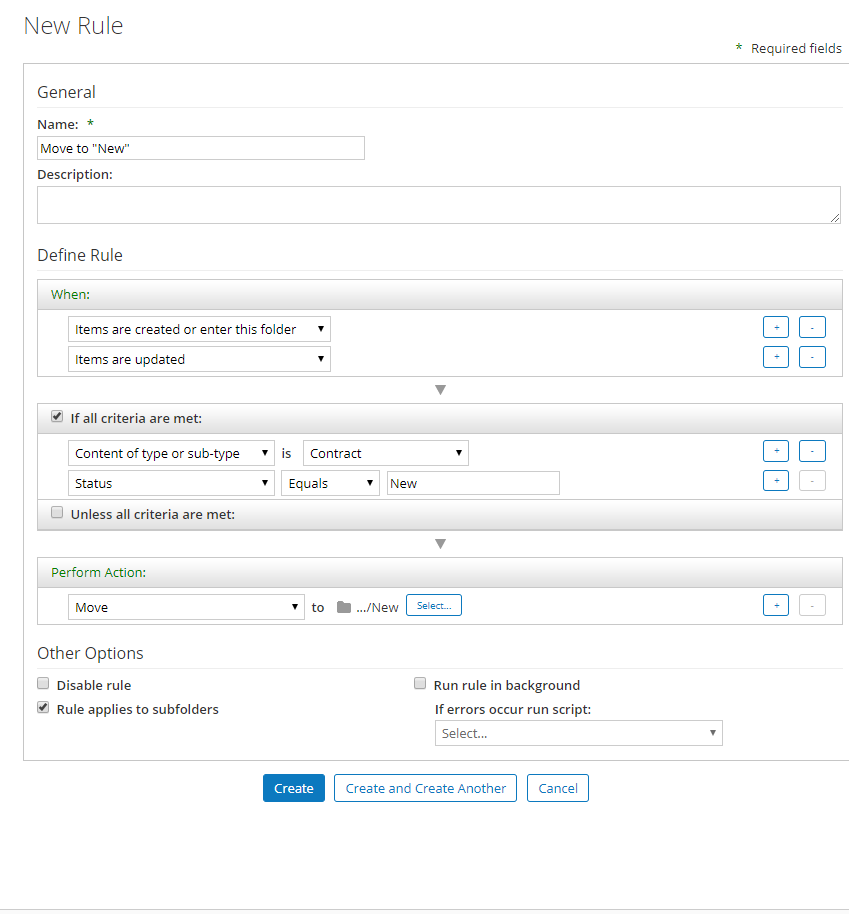 New Rule
* Required fields
General
Name: *
Move to "New"
Description:
Define Rule
When:
Items are created or enter this folder + -
Items are updated + -
If all criteria are met:
Content of type or sub-type is Contract + -
Status Equals New + -
Unless all criteria are met:
Perform Action:
Move to .../New Select... + -
Other Options
Disable rule Run rule in background
Rule applies to subfolders If errors occur run script:
Select...
Create Create and Create Another Cancel